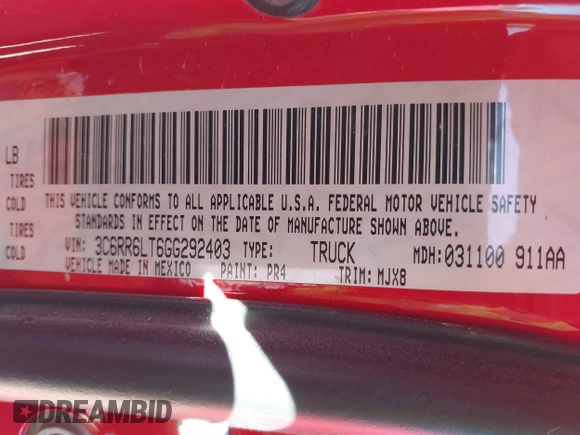 LB
TIRES
COLD
TIRES
COLD
THIS VEHICLE CONFORMS TO ALL APPLICABLE U.S.A. FEDERAL MOTOR VEHICLE SAFETY
STANDARDS IN EFFECT ON THE DATE OF MANUFACTURE SHOWN ABOVE.
VIN: 3C6RR6LT6GG292403 TYPE: TRUCK MDH: 031100 911AA
VEHICLE MADE IN MEXICO PAINT: PR4 TRIM: MJX8
DREAMBID